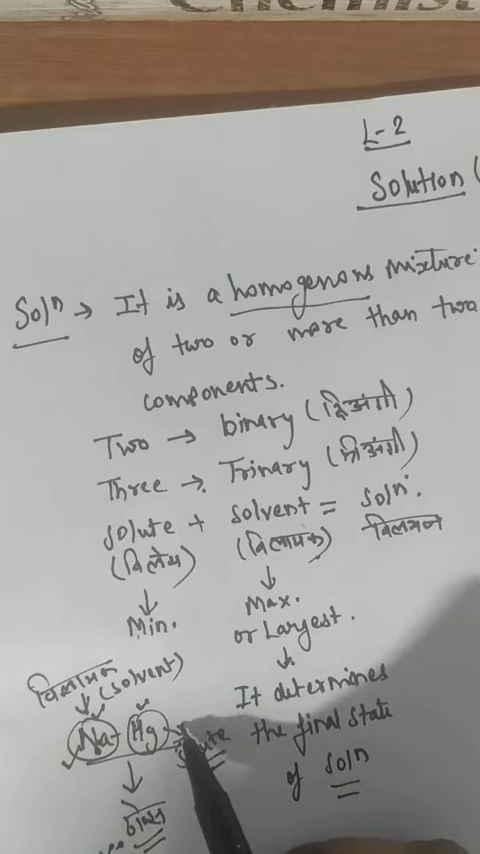 Chemist
L-2
Solution (
Solⁿ → It is a homogenous mixture
of two or more than two
components.
Two → binary (द्विअंगी)
Three → Trinary (त्रिअंगी)
solute + solvent = solⁿ.
(विलेय) (विलायक) विलयन
↓ ↓
Min. Max.
or Largest.
↓
विलायक (solvent)
It determines
Na-Hg →
the final state
of solⁿ
ठोस